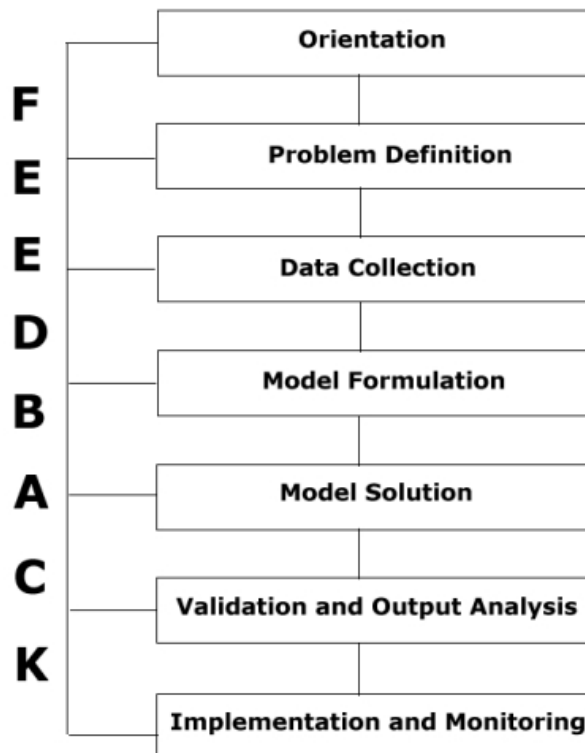 Orientation
Problem Definition
Data Collection
Model Formulation
Model Solution
Validation and Output Analysis
Implementation and Monitoring
F
E
E
D
B
A
C
K